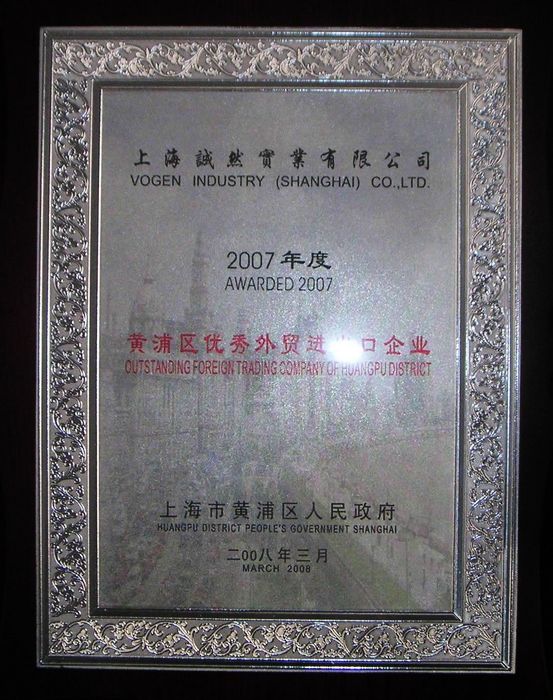 上海誠然實業有限公司
VOGEN INDUSTRY (SHANGHAI) CO.,LTD.
2007年度
AWARDED 2007
黄浦区优秀外贸进出口企业
OUTSTANDING FOREIGN TRADING COMPANY OF HUANGPU DISTRICT
上海市黄浦区人民政府
HUANGPU DISTRICT PEOPLE'S GOVERNMENT SHANGHAI
二00八年三月
MARCH 2008